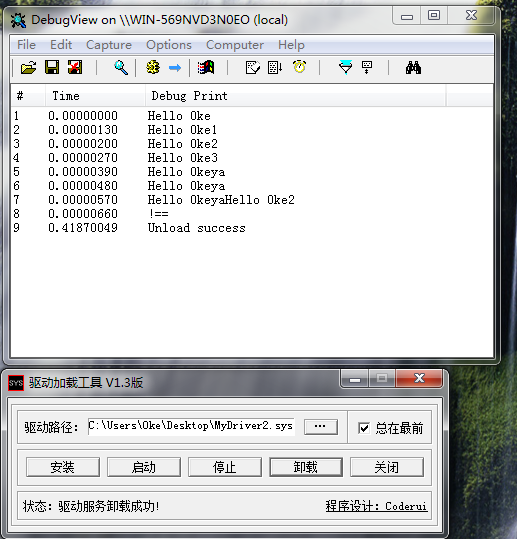 DebugView on \\WIN-569NVD3N0EO (local)
File Edit Capture Options Computer Help
# Time Debug Print
1 0.00000000 Hello Oke
2 0.00000130 Hello Oke1
3 0.00000200 Hello Oke2
4 0.00000270 Hello Oke3
5 0.00000390 Hello Okeya
6 0.00000480 Hello Okeya
7 0.00000570 Hello OkeyaHello Oke2
8 0.00000660 !==
9 0.41870049 Unload success
SYS 驱动加载工具 V1.3版
驱动路径： C:\Users\Oke\Desktop\MyDriver2.sys ... 总在最前
安装 启动 停止 卸载 关闭
状态：驱动服务卸载成功! 程序设计：Coderui